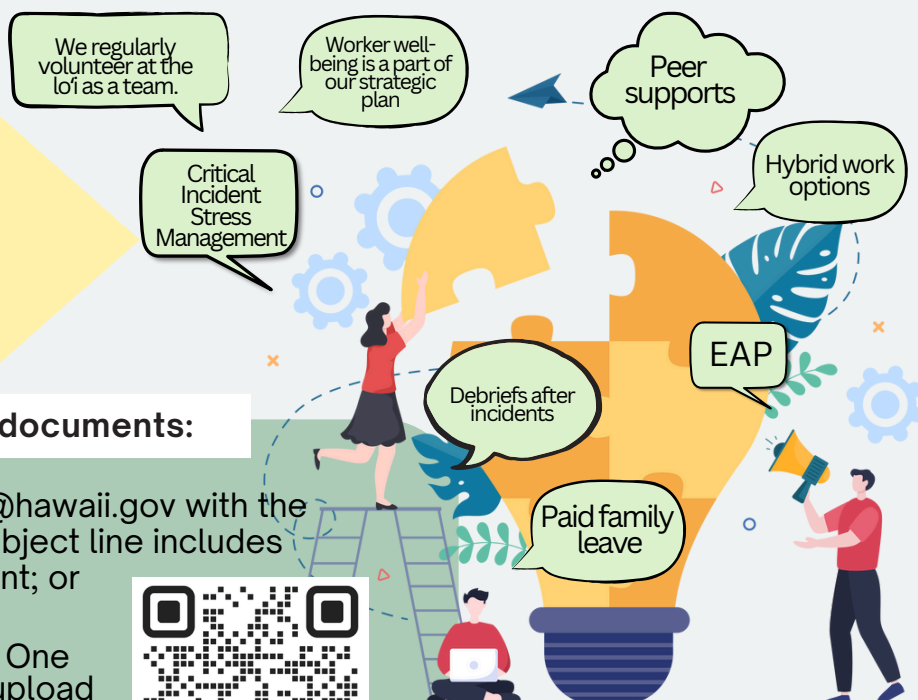 We regularly
volunteer at the
loʻi as a team.
Worker well-
being is a part of
our strategic
plan
Peer
supports
Hybrid work
options
Critical
Incident
Stress
Management
EAP
Debriefs after
incidents
Paid family
leave
documents:
@hawaii.gov with the
bject line includes
nt; or
One
upload